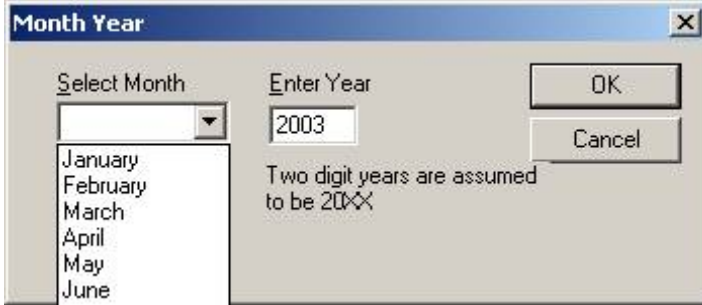 Month Year
Select Month
Enter Year
OK
2003
Cancel
January
February
March
April
May
June
Two digit years are assumed
to be 20XX